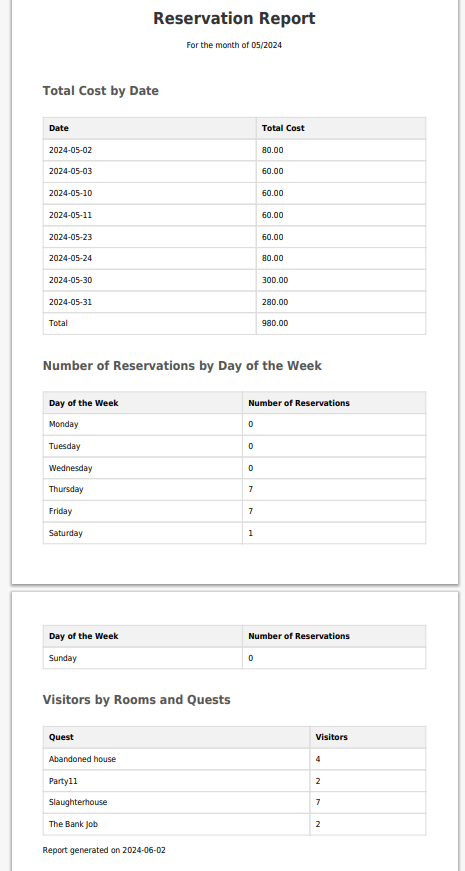 Reservation Report
For the month of 05/2024
Total Cost by Date
Date Total Cost
2024-05-02 80.00
2024-05-03 60.00
2024-05-10 60.00
2024-05-11 60.00
2024-05-23 60.00
2024-05-24 80.00
2024-05-30 300.00
2024-05-31 280.00
Total 980.00
Number of Reservations by Day of the Week
Day of the Week Number of Reservations
Monday 0
Tuesday 0
Wednesday 0
Thursday 7
Friday 7
Saturday 1
Day of the Week Number of Reservations
Sunday 0
Visitors by Rooms and Quests
Quest Visitors
Abandoned house 4
Party11 2
Slaughterhouse 7
The Bank Job 2
Report generated on 2024-06-02